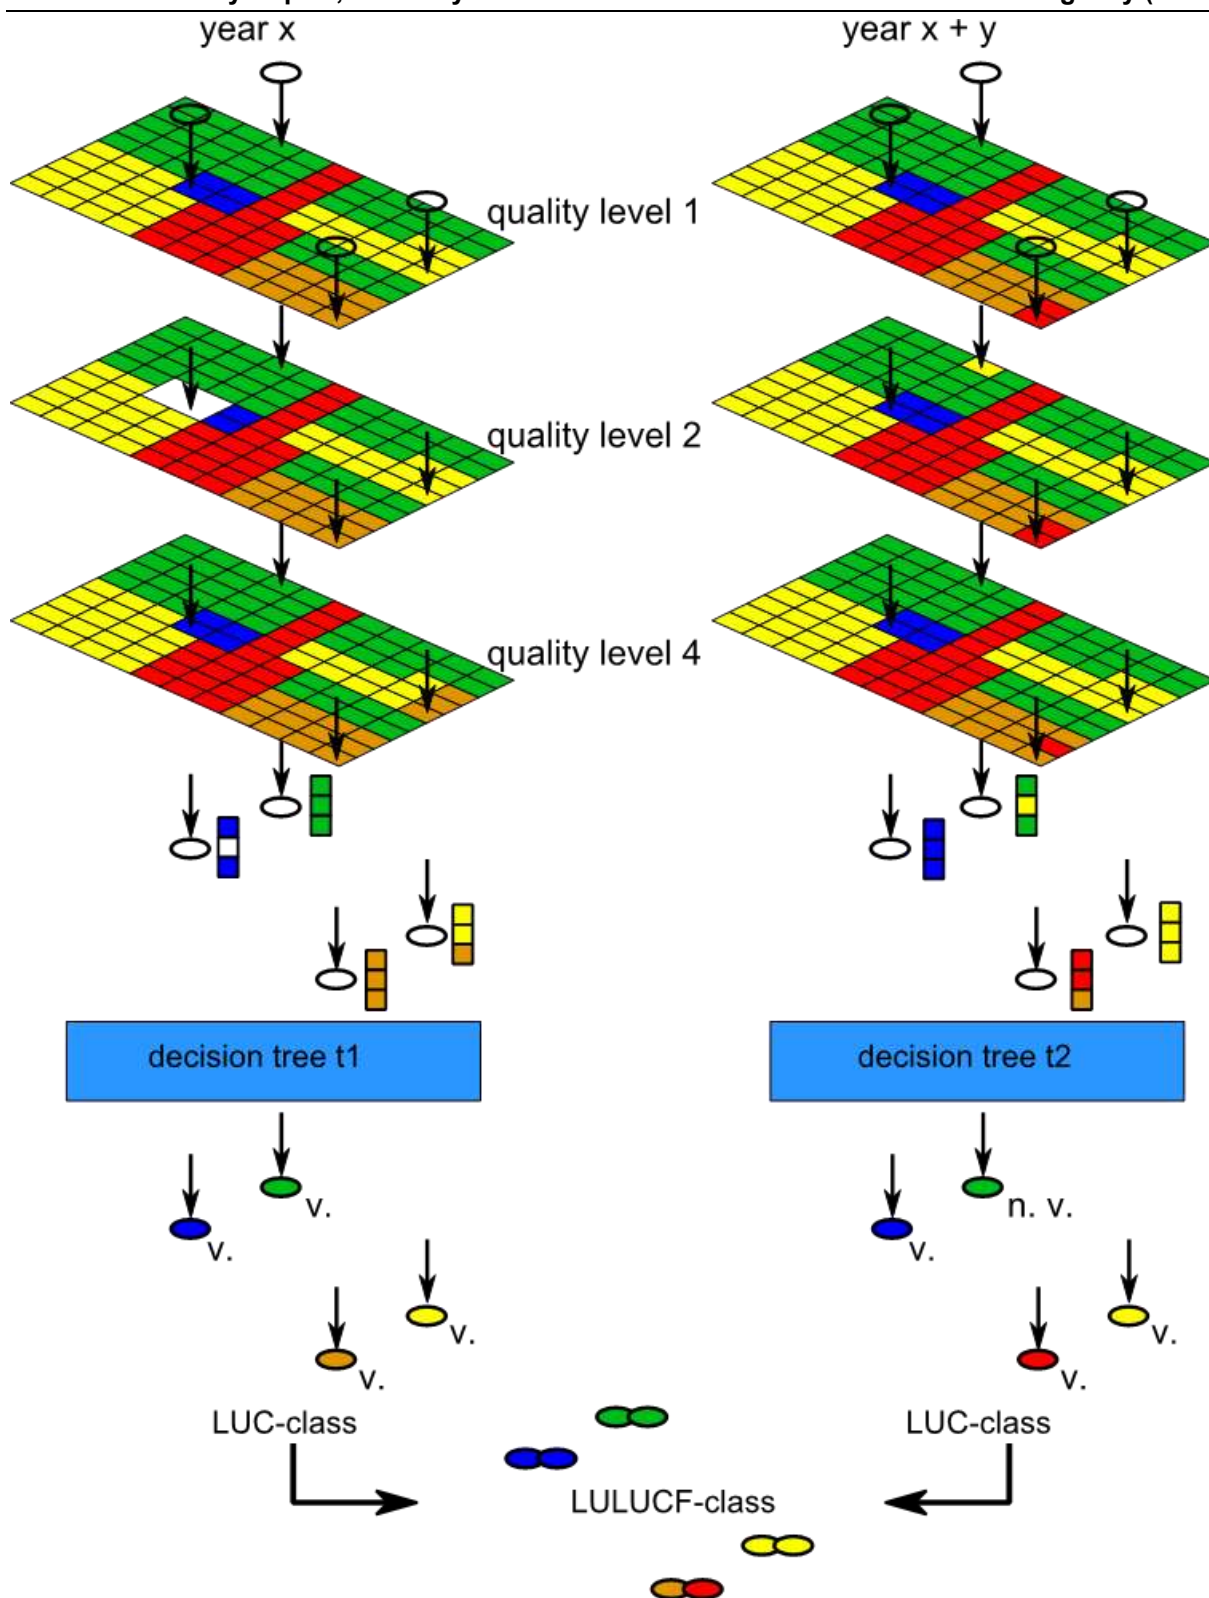 year x
year x + y
quality level 1
quality level 2
quality level 4
decision tree t1
decision tree t2
v.
n. v.
v.
v.
v.
v.
v.
v.
LUC-class
LUC-class
LULUCF-class